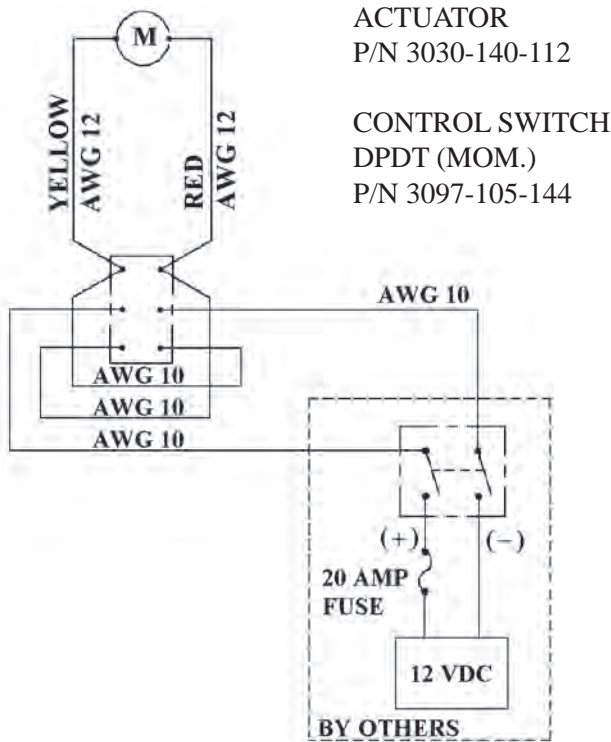 ACTUATOR
P/N 3030-140-112
CONTROL SWITCH
DPDT (MOM.)
P/N 3097-105-144
M
YELLOW
AWG 12
RED
AWG 12
AWG 10
AWG 10
AWG 10
AWG 10
(+)
(−)
20 AMP
FUSE
12 VDC
BY OTHERS